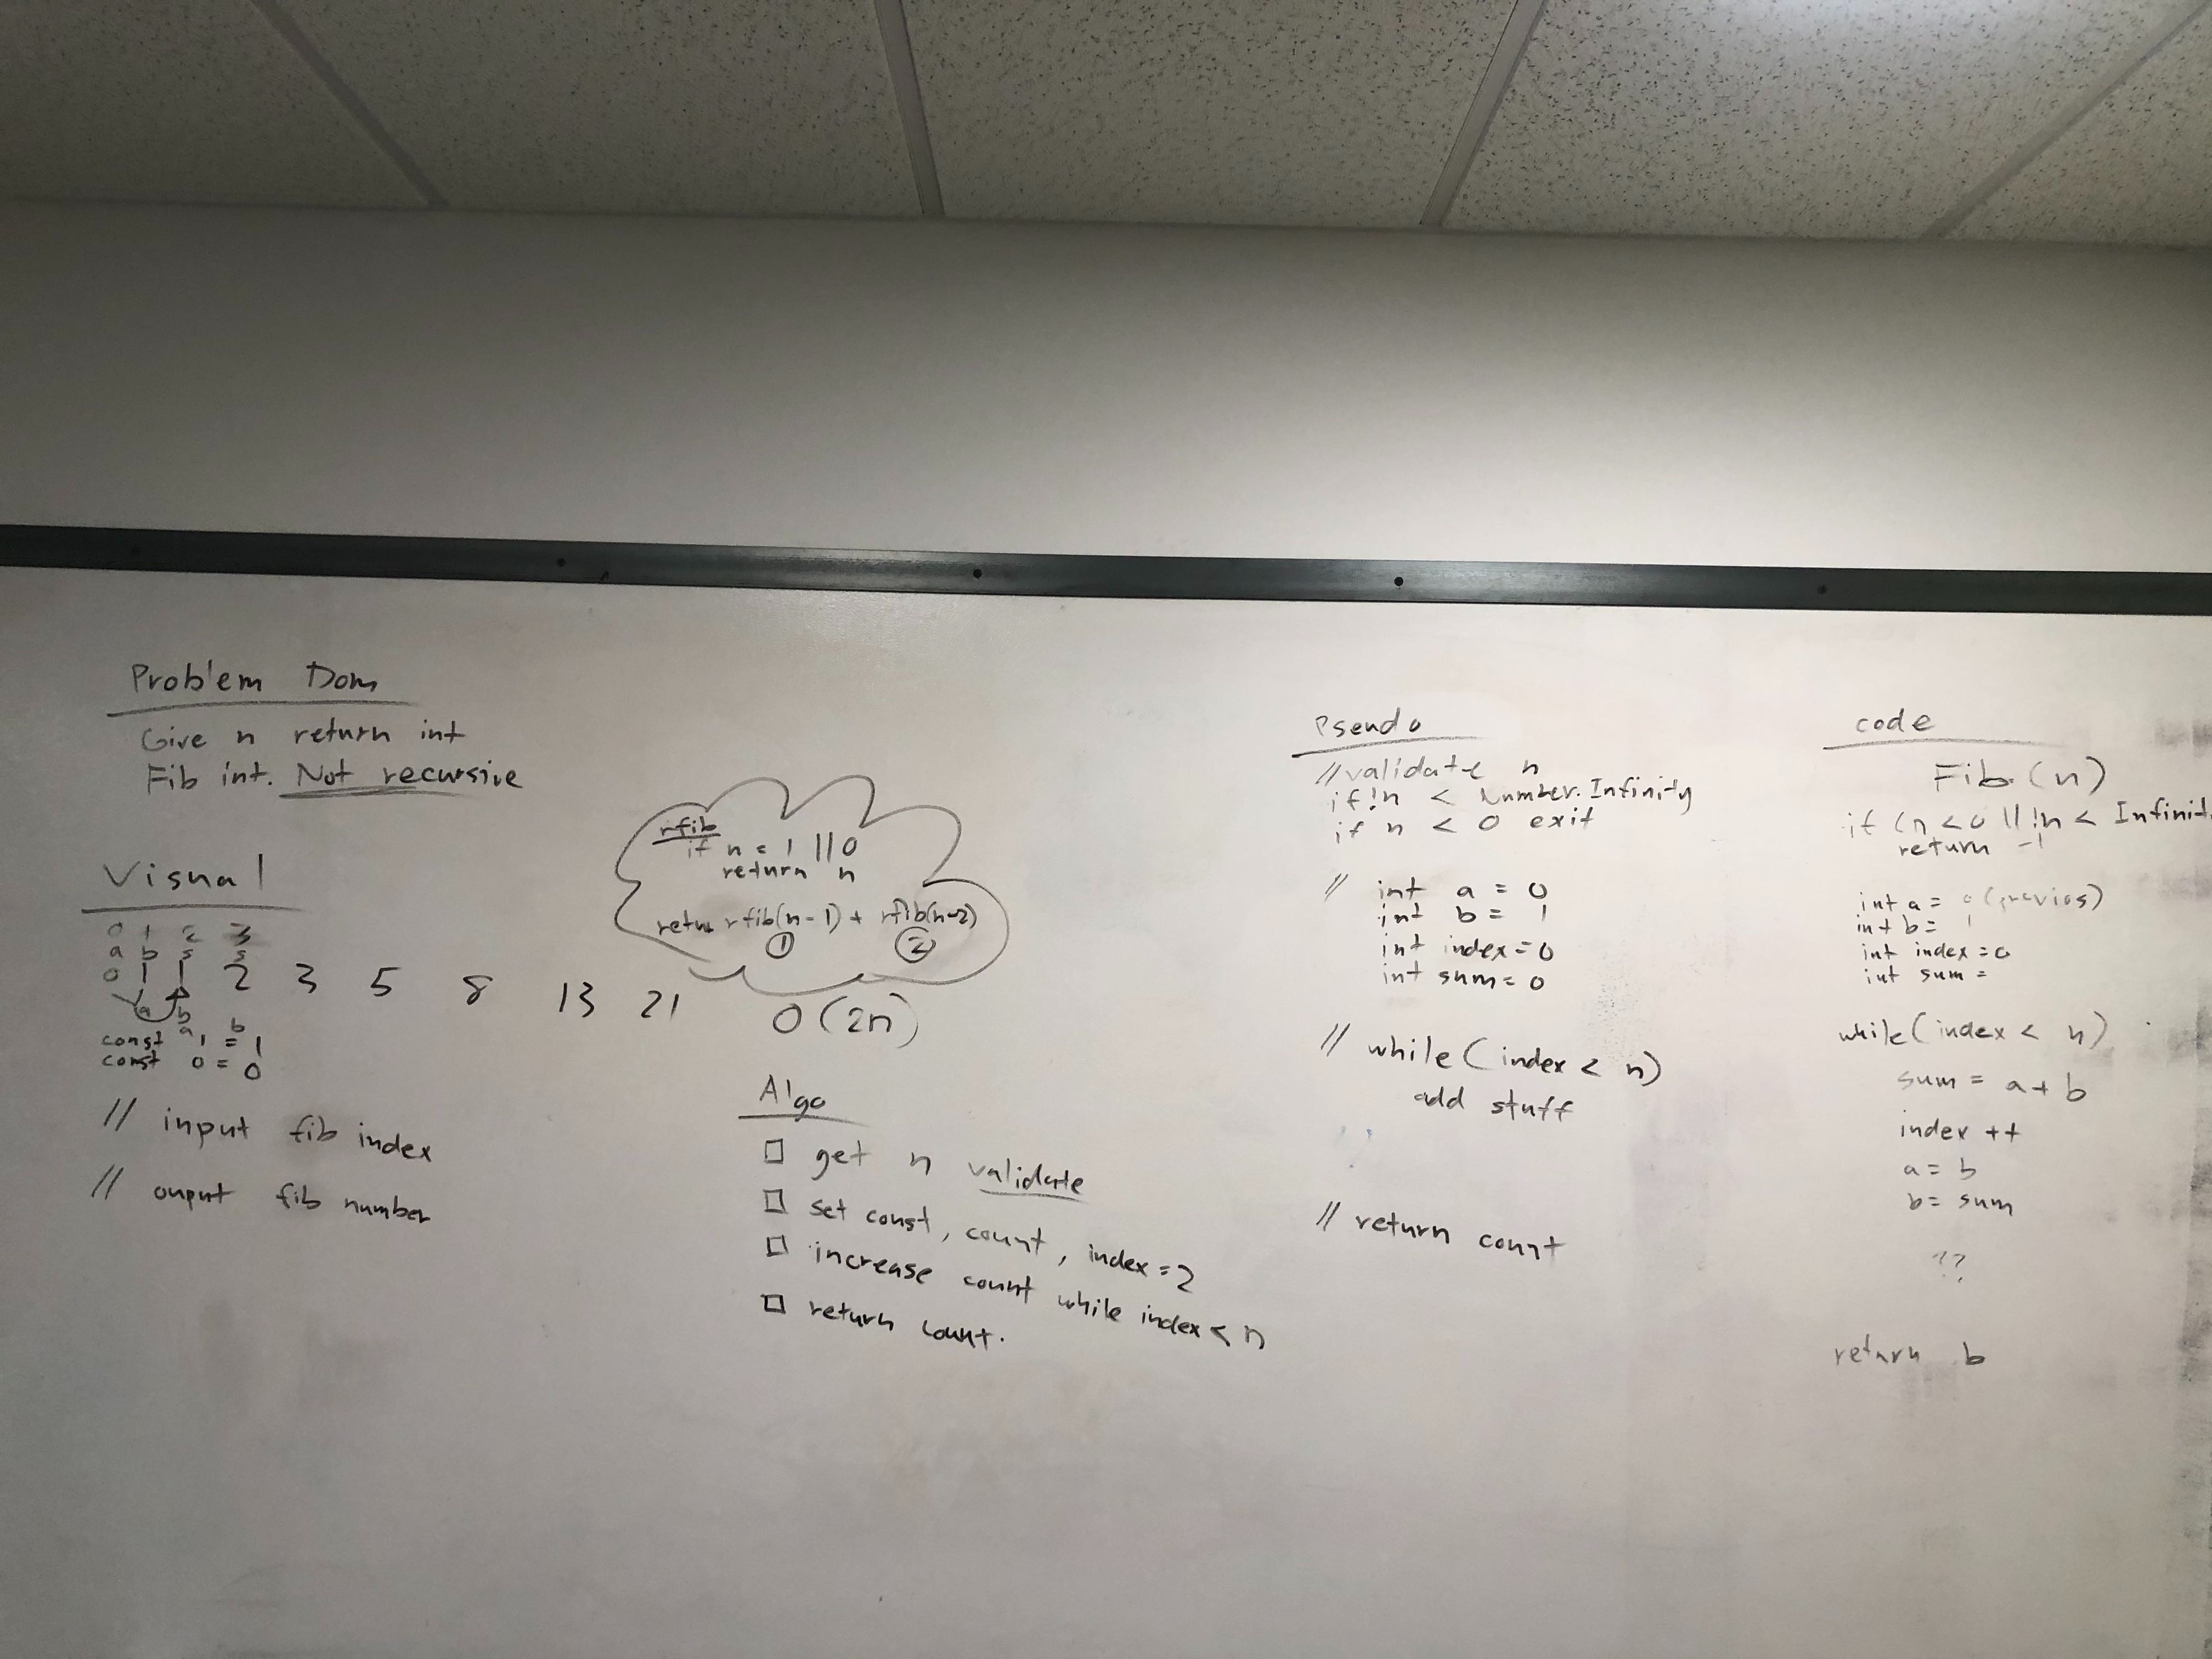 Problem Dom
Give n return int
Fib int. Not recursive
Visual
0 1 2 3
a b s s
0 1 1 2 3 5 8 13 21
a b
a b
const 1 = 1
const 0 = 0
// input fib index
// ouput fib number
rfib
if n = 1 || 0
return n
retun rfib(n-1) + rfib(n-2)
1 2
O(2n)
Algo
get n validate
set const, count, index=2
increase count while index < n
return count.
Pseudo
//validate n
if !n < Number.Infinity
if n < 0 exit
// int a = 0
int b = 1
int index=0
int sum=0
// while(index < n)
add stuff
// return count
code
Fib(n)
if (n<0 || !n < Infinit
return -1
int a = 0 (previos)
int b = 1
int index=0
int sum =
while(index < n)
sum = a + b
index ++
a = b
b = sum
??
return b